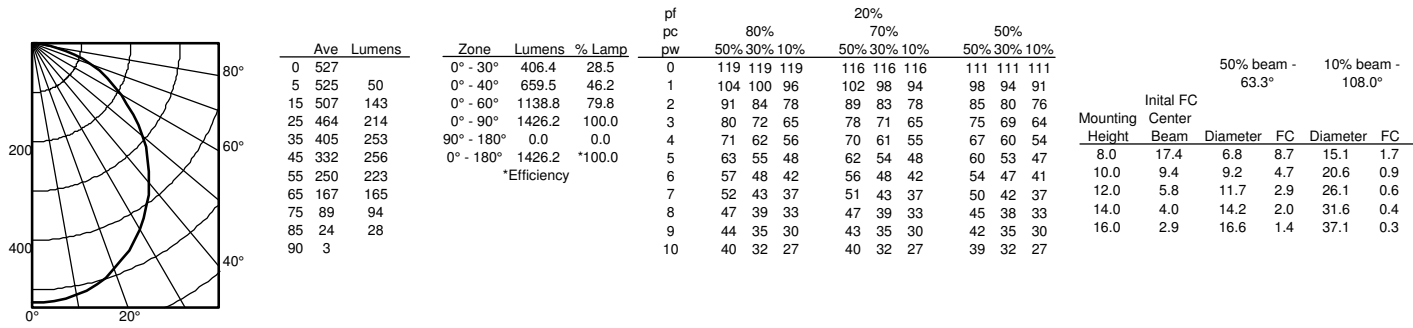 80°
60°
40°
20°
0°
200
400
Ave Lumens
0 527
5 525 50
15 507 143
25 464 214
35 405 253
45 332 256
55 250 223
65 167 165
75 89 94
85 24 28
90 3
Zone Lumens % Lamp
0° - 30° 406.4 28.5
0° - 40° 659.5 46.2
0° - 60° 1138.8 79.8
0° - 90° 1426.2 100.0
90° - 180° 0.0 0.0
0° - 180° 1426.2 *100.0
*Efficiency
pf 20%
pc 80% 70% 50%
pw 50% 30% 10% 50% 30% 10% 50% 30% 10%
0 119 119 119 116 116 116 111 111 111
1 104 100 96 102 98 94 98 94 91
2 91 84 78 89 83 78 85 80 76
3 80 72 65 78 71 65 75 69 64
4 71 62 56 70 61 55 67 60 54
5 63 55 48 62 54 48 60 53 47
6 57 48 42 56 48 42 54 47 41
7 52 43 37 51 43 37 50 42 37
8 47 39 33 47 39 33 45 38 33
9 44 35 30 43 35 30 42 35 30
10 40 32 27 40 32 27 39 32 27
50% beam - 10% beam -
63.3° 108.0°
Inital FC
Mounting Center
Height Beam Diameter FC Diameter FC
8.0 17.4 6.8 8.7 15.1 1.7
10.0 9.4 9.2 4.7 20.6 0.9
12.0 5.8 11.7 2.9 26.1 0.6
14.0 4.0 14.2 2.0 31.6 0.4
16.0 2.9 16.6 1.4 37.1 0.3